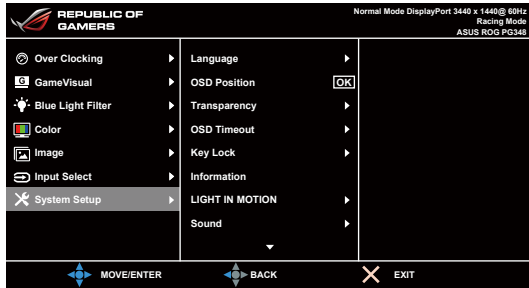 REPUBLIC OF
GAMERS
Normal Mode DisplayPort 3440 x 1440@ 60Hz
Racing Mode
ASUS ROG PG348
Over Clocking
G GameVisual
Blue Light Filter
Color
Image
Input Select
System Setup
Language
OSD Position OK
Transparency
OSD Timeout
Key Lock
Information
LIGHT IN MOTION
Sound
MOVE/ENTER BACK EXIT